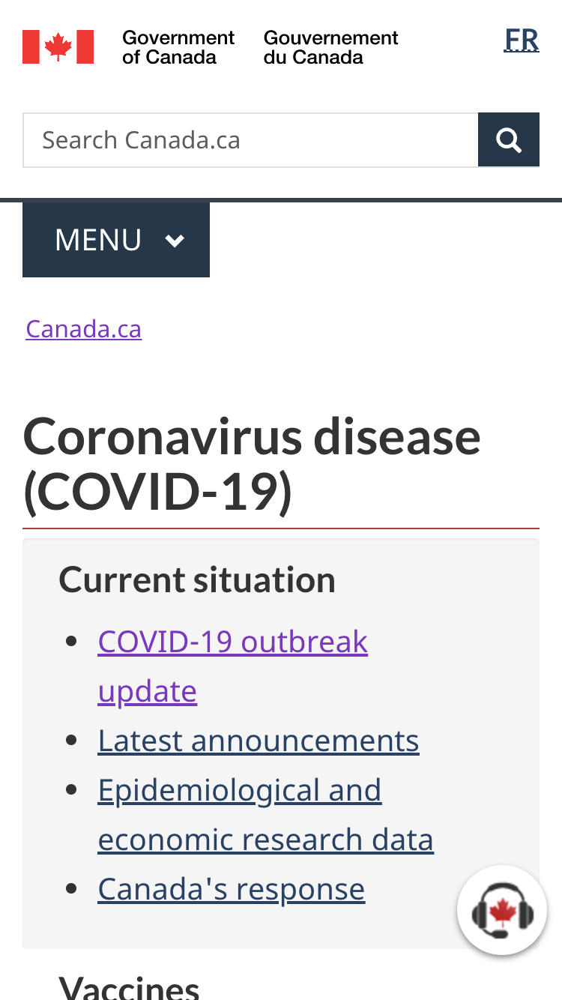 Government of Canada
Gouvernement du Canada
FR
Search Canada.ca
MENU
Canada.ca
Coronavirus disease
(COVID-19)
Current situation
COVID-19 outbreak
update
Latest announcements
Epidemiological and
economic research data
Canada's response
Vaccines